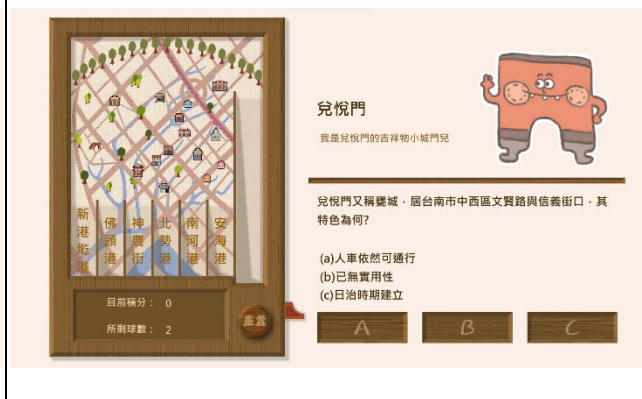 新港墘港
佛頭港
神農街
北勢港
南河港
安海港
目前積分： 0
所剩球數： 2
重置
兌悅門
我是兌悅門的吉祥物小城門兒
兌悅門又稱甕城，居台南市中西區文賢路與信義街口，其
特色為何?
(a)人車依然可通行
(b)已無實用性
(c)日治時期建立
A
B
C